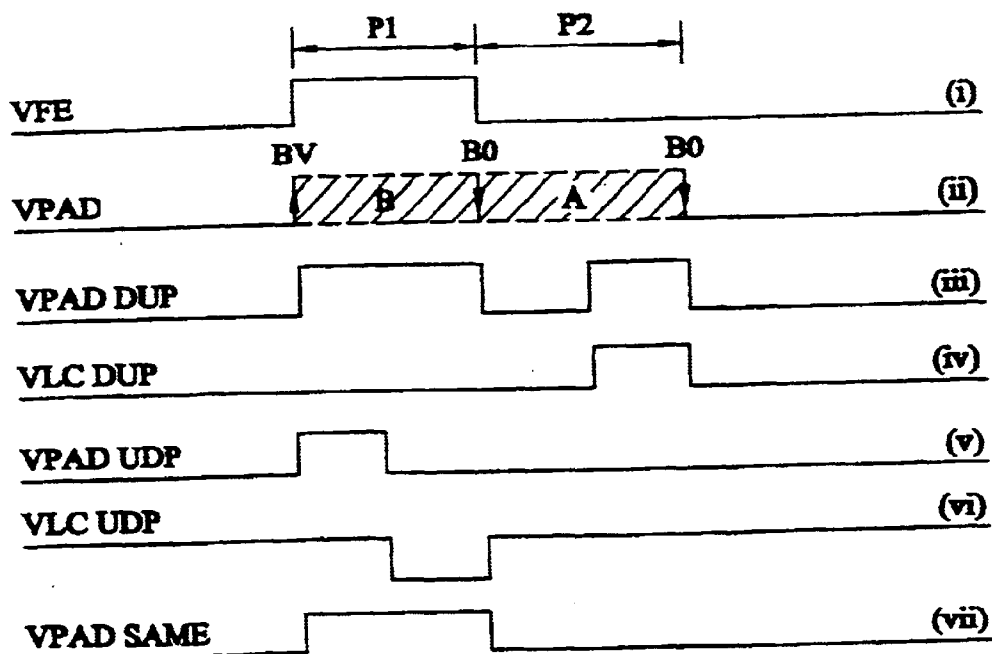 P1 P2
VFE (i)
BV B0 B0
VPAD B A (ii)
VPAD DUP (iii)
VLC DUP (iv)
VPAD UDP (v)
VLC UDP (vi)
VPAD SAME (vii)